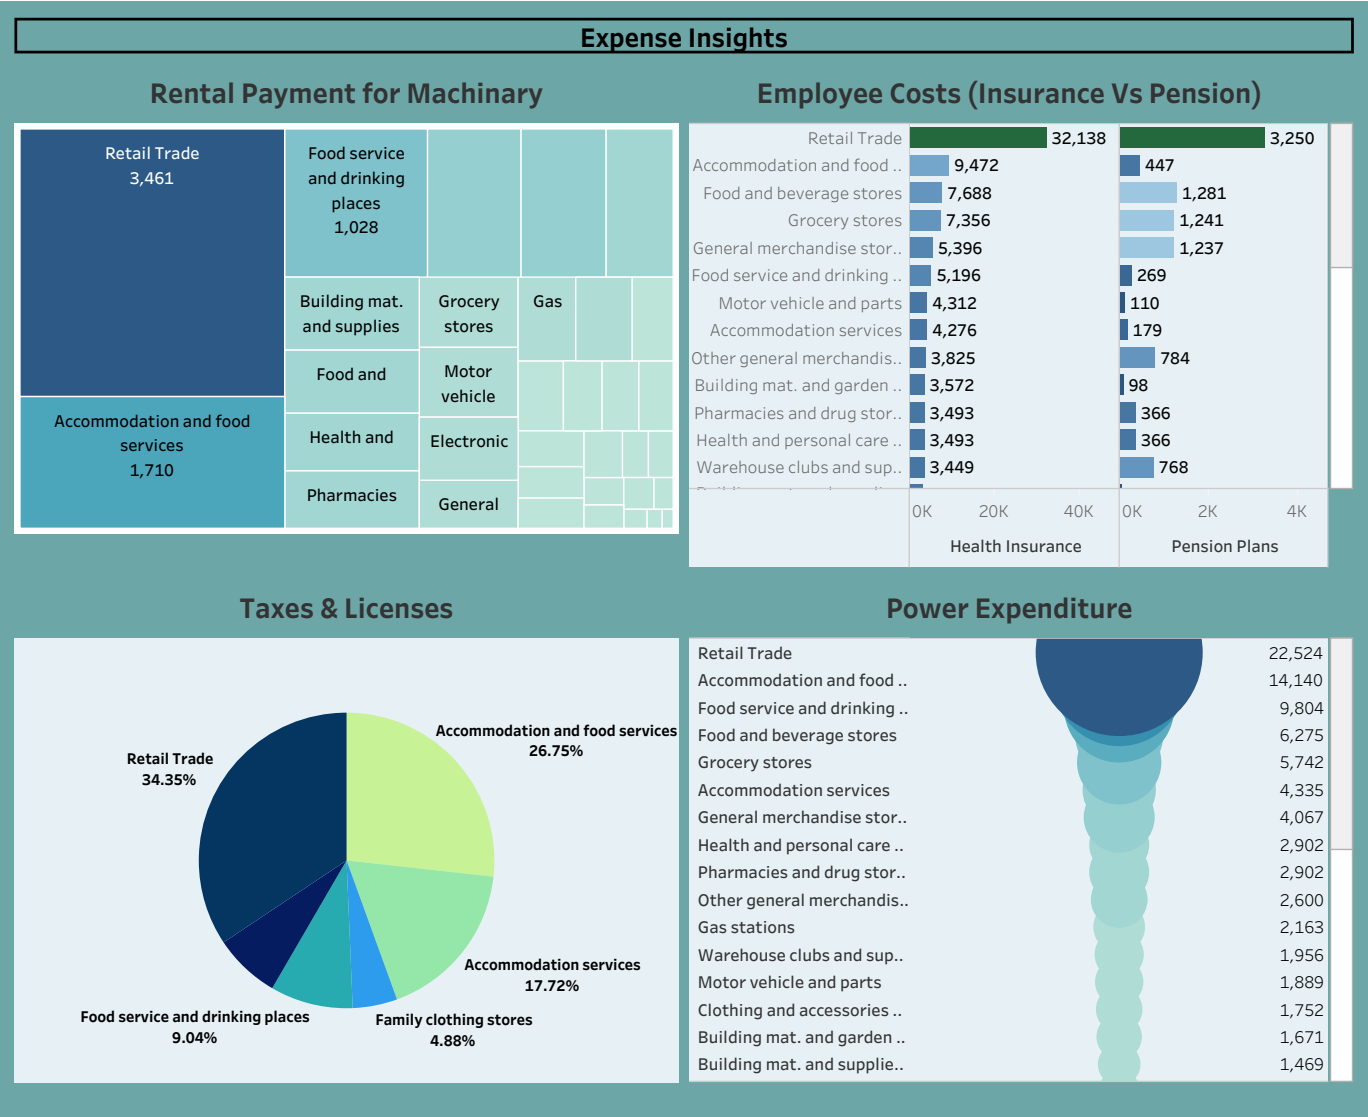 Expense Insights
Rental Payment for Machinary
Retail Trade
3,461
Accommodation and food
services
1,710
Food service
and drinking
places
1,028
Building mat.
and supplies
Food and
Health and
Pharmacies
Grocery
stores
Motor
vehicle
Electronic
General
Gas
Employee Costs (Insurance Vs Pension)
Retail Trade 32,138 3,250
Accommodation and food .. 9,472 447
Food and beverage stores 7,688 1,281
Grocery stores 7,356 1,241
General merchandise stor.. 5,396 1,237
Food service and drinking .. 5,196 269
Motor vehicle and parts 4,312 110
Accommodation services 4,276 179
Other general merchandis.. 3,825 784
Building mat. and garden .. 3,572 98
Pharmacies and drug stor.. 3,493 366
Health and personal care .. 3,493 366
Warehouse clubs and sup.. 3,449 768
0K 20K 40K 0K 2K 4K
Health Insurance Pension Plans
Taxes & Licenses
Accommodation and food services
26.75%
Retail Trade
34.35%
Accommodation services
17.72%
Food service and drinking places
9.04%
Family clothing stores
4.88%
Power Expenditure
Retail Trade 22,524
Accommodation and food .. 14,140
Food service and drinking .. 9,804
Food and beverage stores 6,275
Grocery stores 5,742
Accommodation services 4,335
General merchandise stor.. 4,067
Health and personal care .. 2,902
Pharmacies and drug stor.. 2,902
Other general merchandis.. 2,600
Gas stations 2,163
Warehouse clubs and sup.. 1,956
Motor vehicle and parts 1,889
Clothing and accessories .. 1,752
Building mat. and garden .. 1,671
Building mat. and supplie.. 1,469